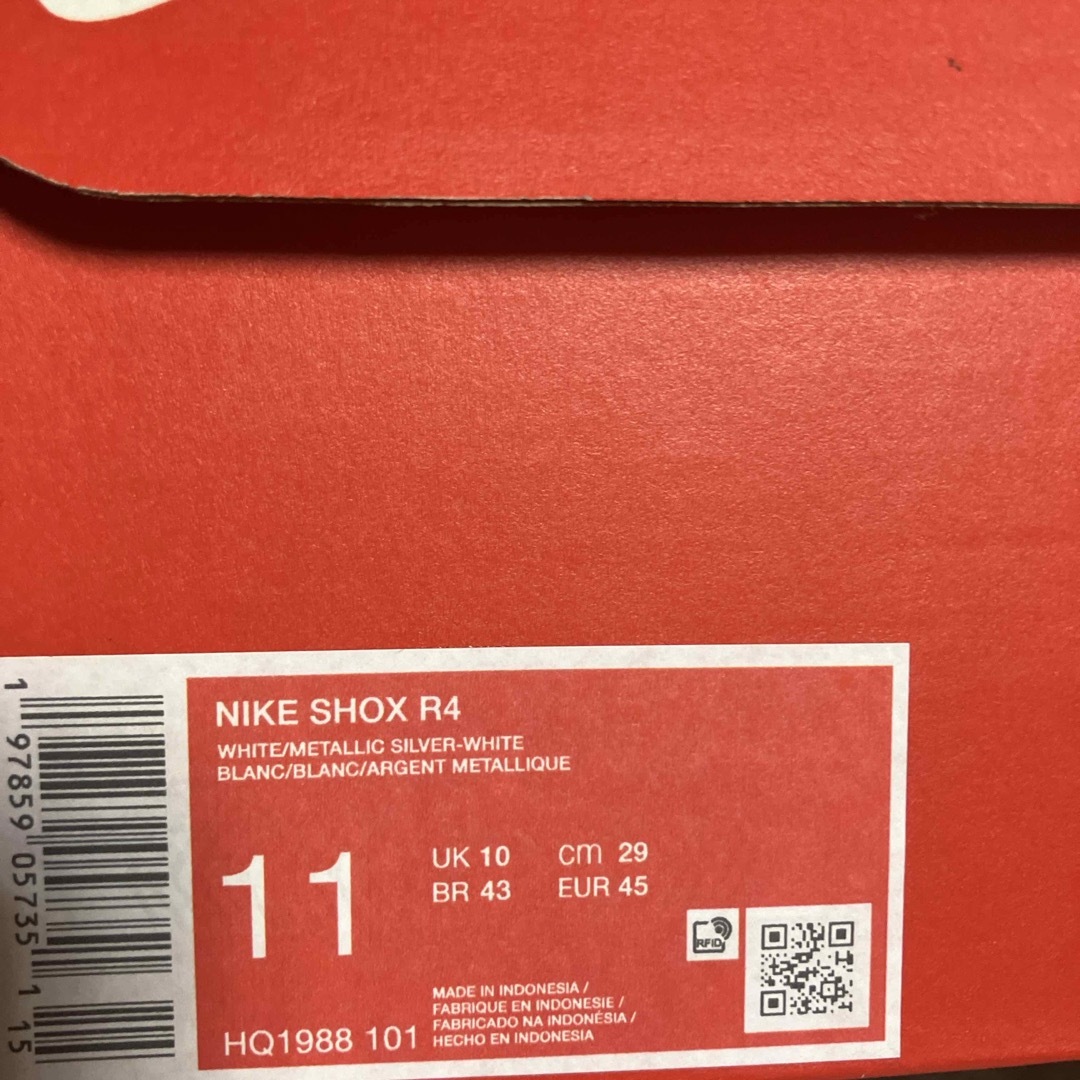 NIKE SHOX R4
WHITE/METALLIC SILVER-WHITE
BLANC/BLANC/ARGENT METALLIQUE
11
UK 10 cm 29
BR 43 EUR 45
RFID
MADE IN INDONESIA /
FABRIQUE EN INDONESIE /
FABRICADO NA INDONÉSIA /
HECHO EN INDONESIA
HQ1988 101
1 97859 05735 1 15